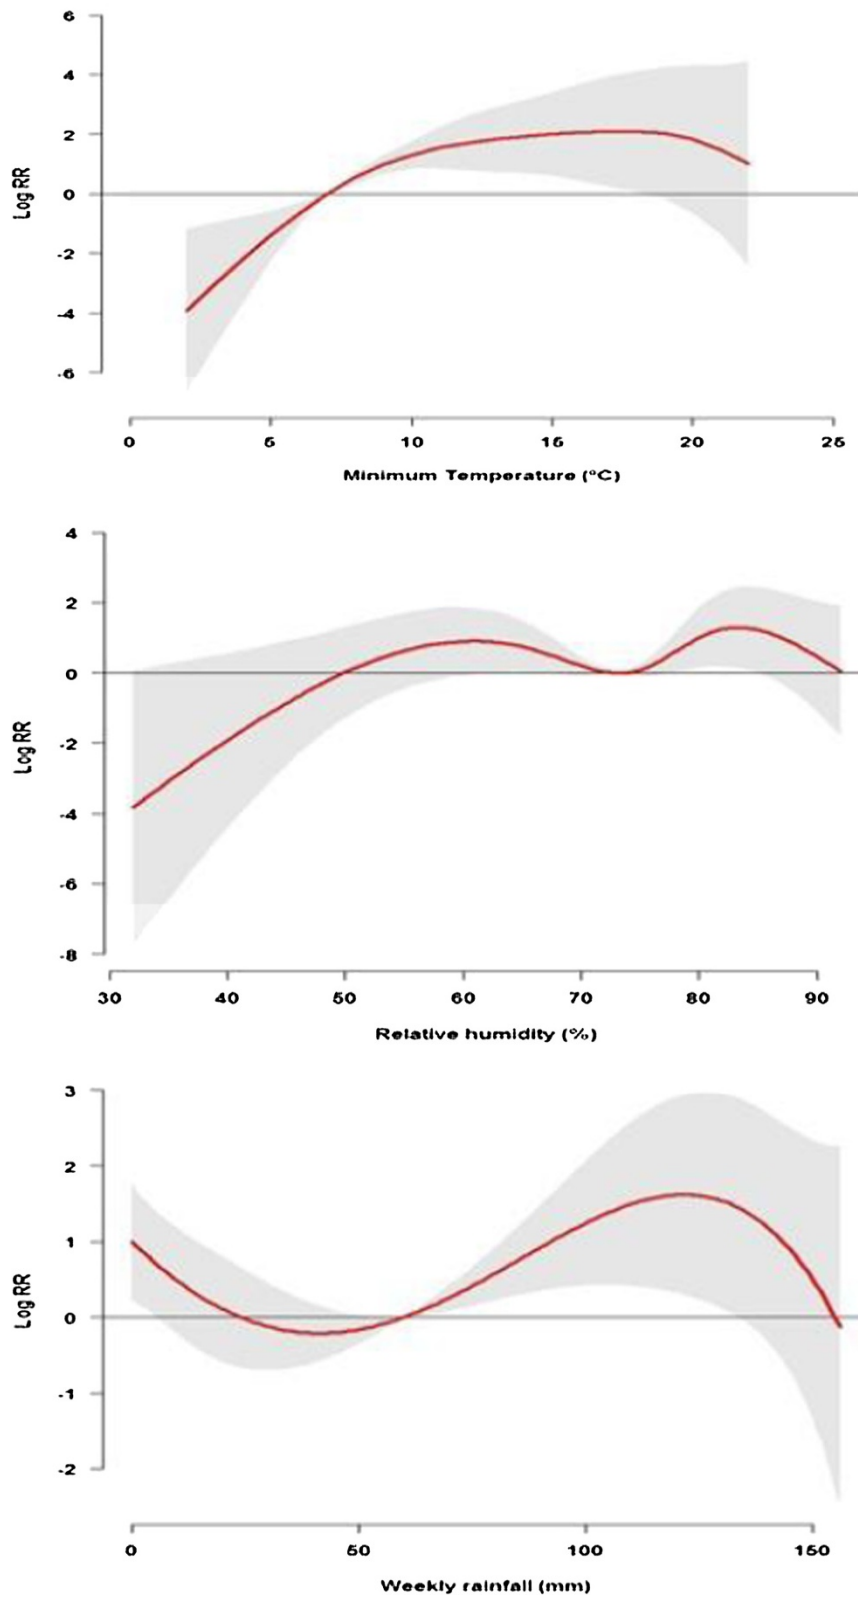 6
4
2
0
-2
-4
-6
Log RR
0 5 10 15 20 25
Minimum Temperature (°C)
4
2
0
-2
-4
-6
-8
Log RR
30 40 50 60 70 80 90
Relative humidity (%)
3
2
1
0
-1
-2
Log RR
0 50 100 150
Weekly rainfall (mm)